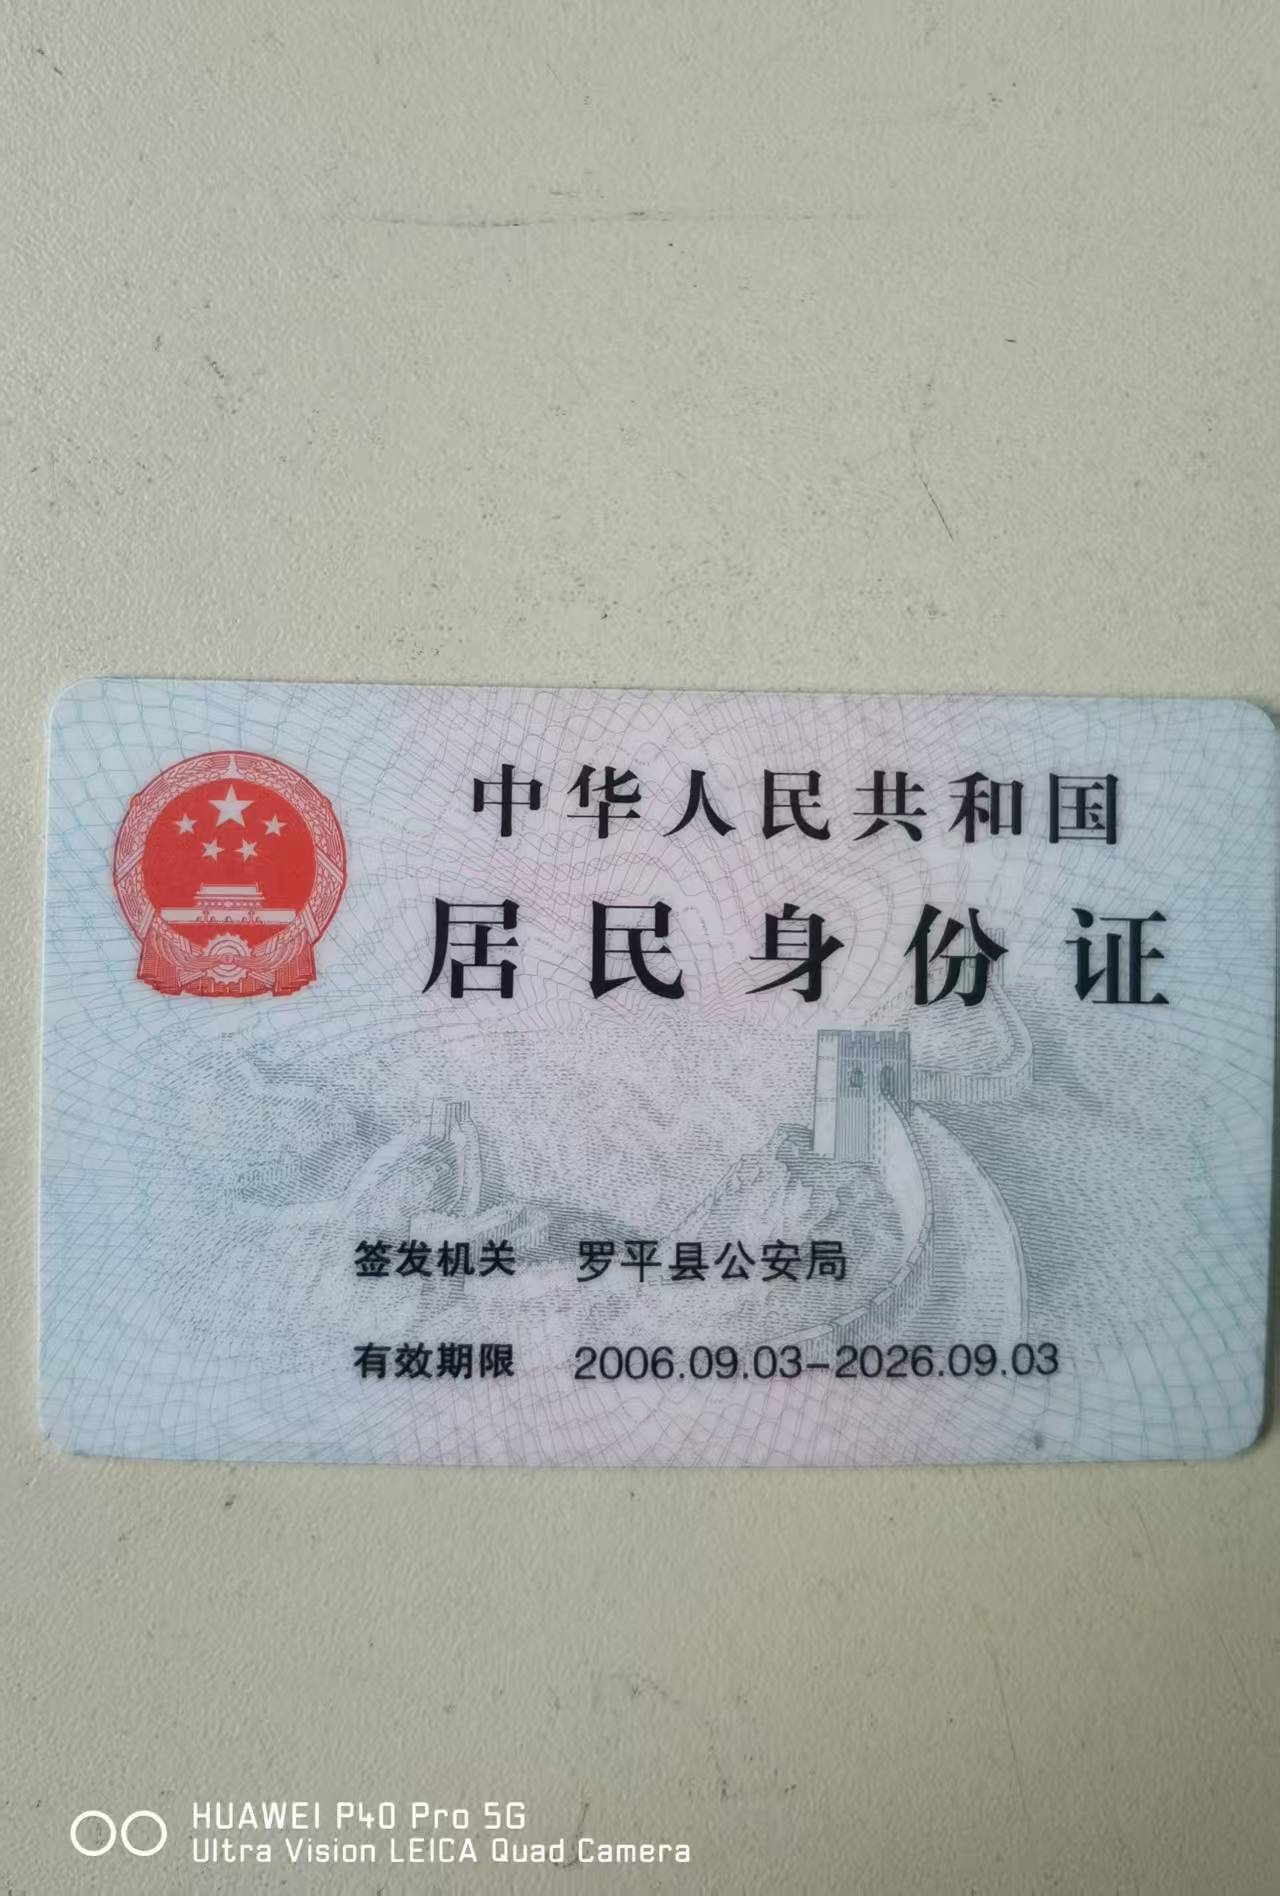 中华人民共和国
居民身份证
签发机关 罗平县公安局
有效期限 2006.09.03-2026.09.03
HUAWEI P40 Pro 5G
Ultra Vision LEICA Quad Camera